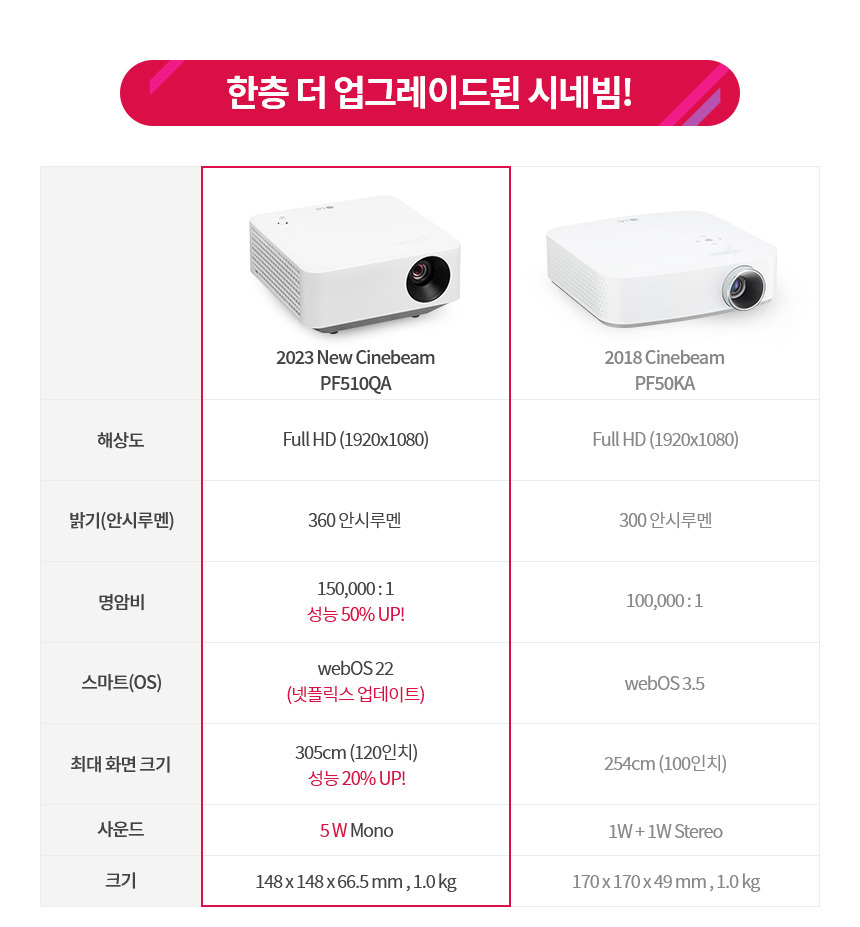 한층 더 업그레이드된 시네빔!
LG
LG
2023 New Cinebeam
PF510QA
2018 Cinebeam
PF50KA
해상도
Full HD (1920x1080)
Full HD (1920x1080)
밝기(안시루멘)
360 안시루멘
300 안시루멘
명암비
150,000 : 1
성능 50% UP!
100,000 : 1
스마트(OS)
webOS 22
(넷플릭스 업데이트)
webOS 3.5
최대 화면 크기
305cm (120인치)
성능 20% UP!
254cm (100인치)
사운드
5 W Mono
1W + 1W Stereo
크기
148 x 148 x 66.5 mm , 1.0 kg
170 x 170 x 49 mm , 1.0 kg